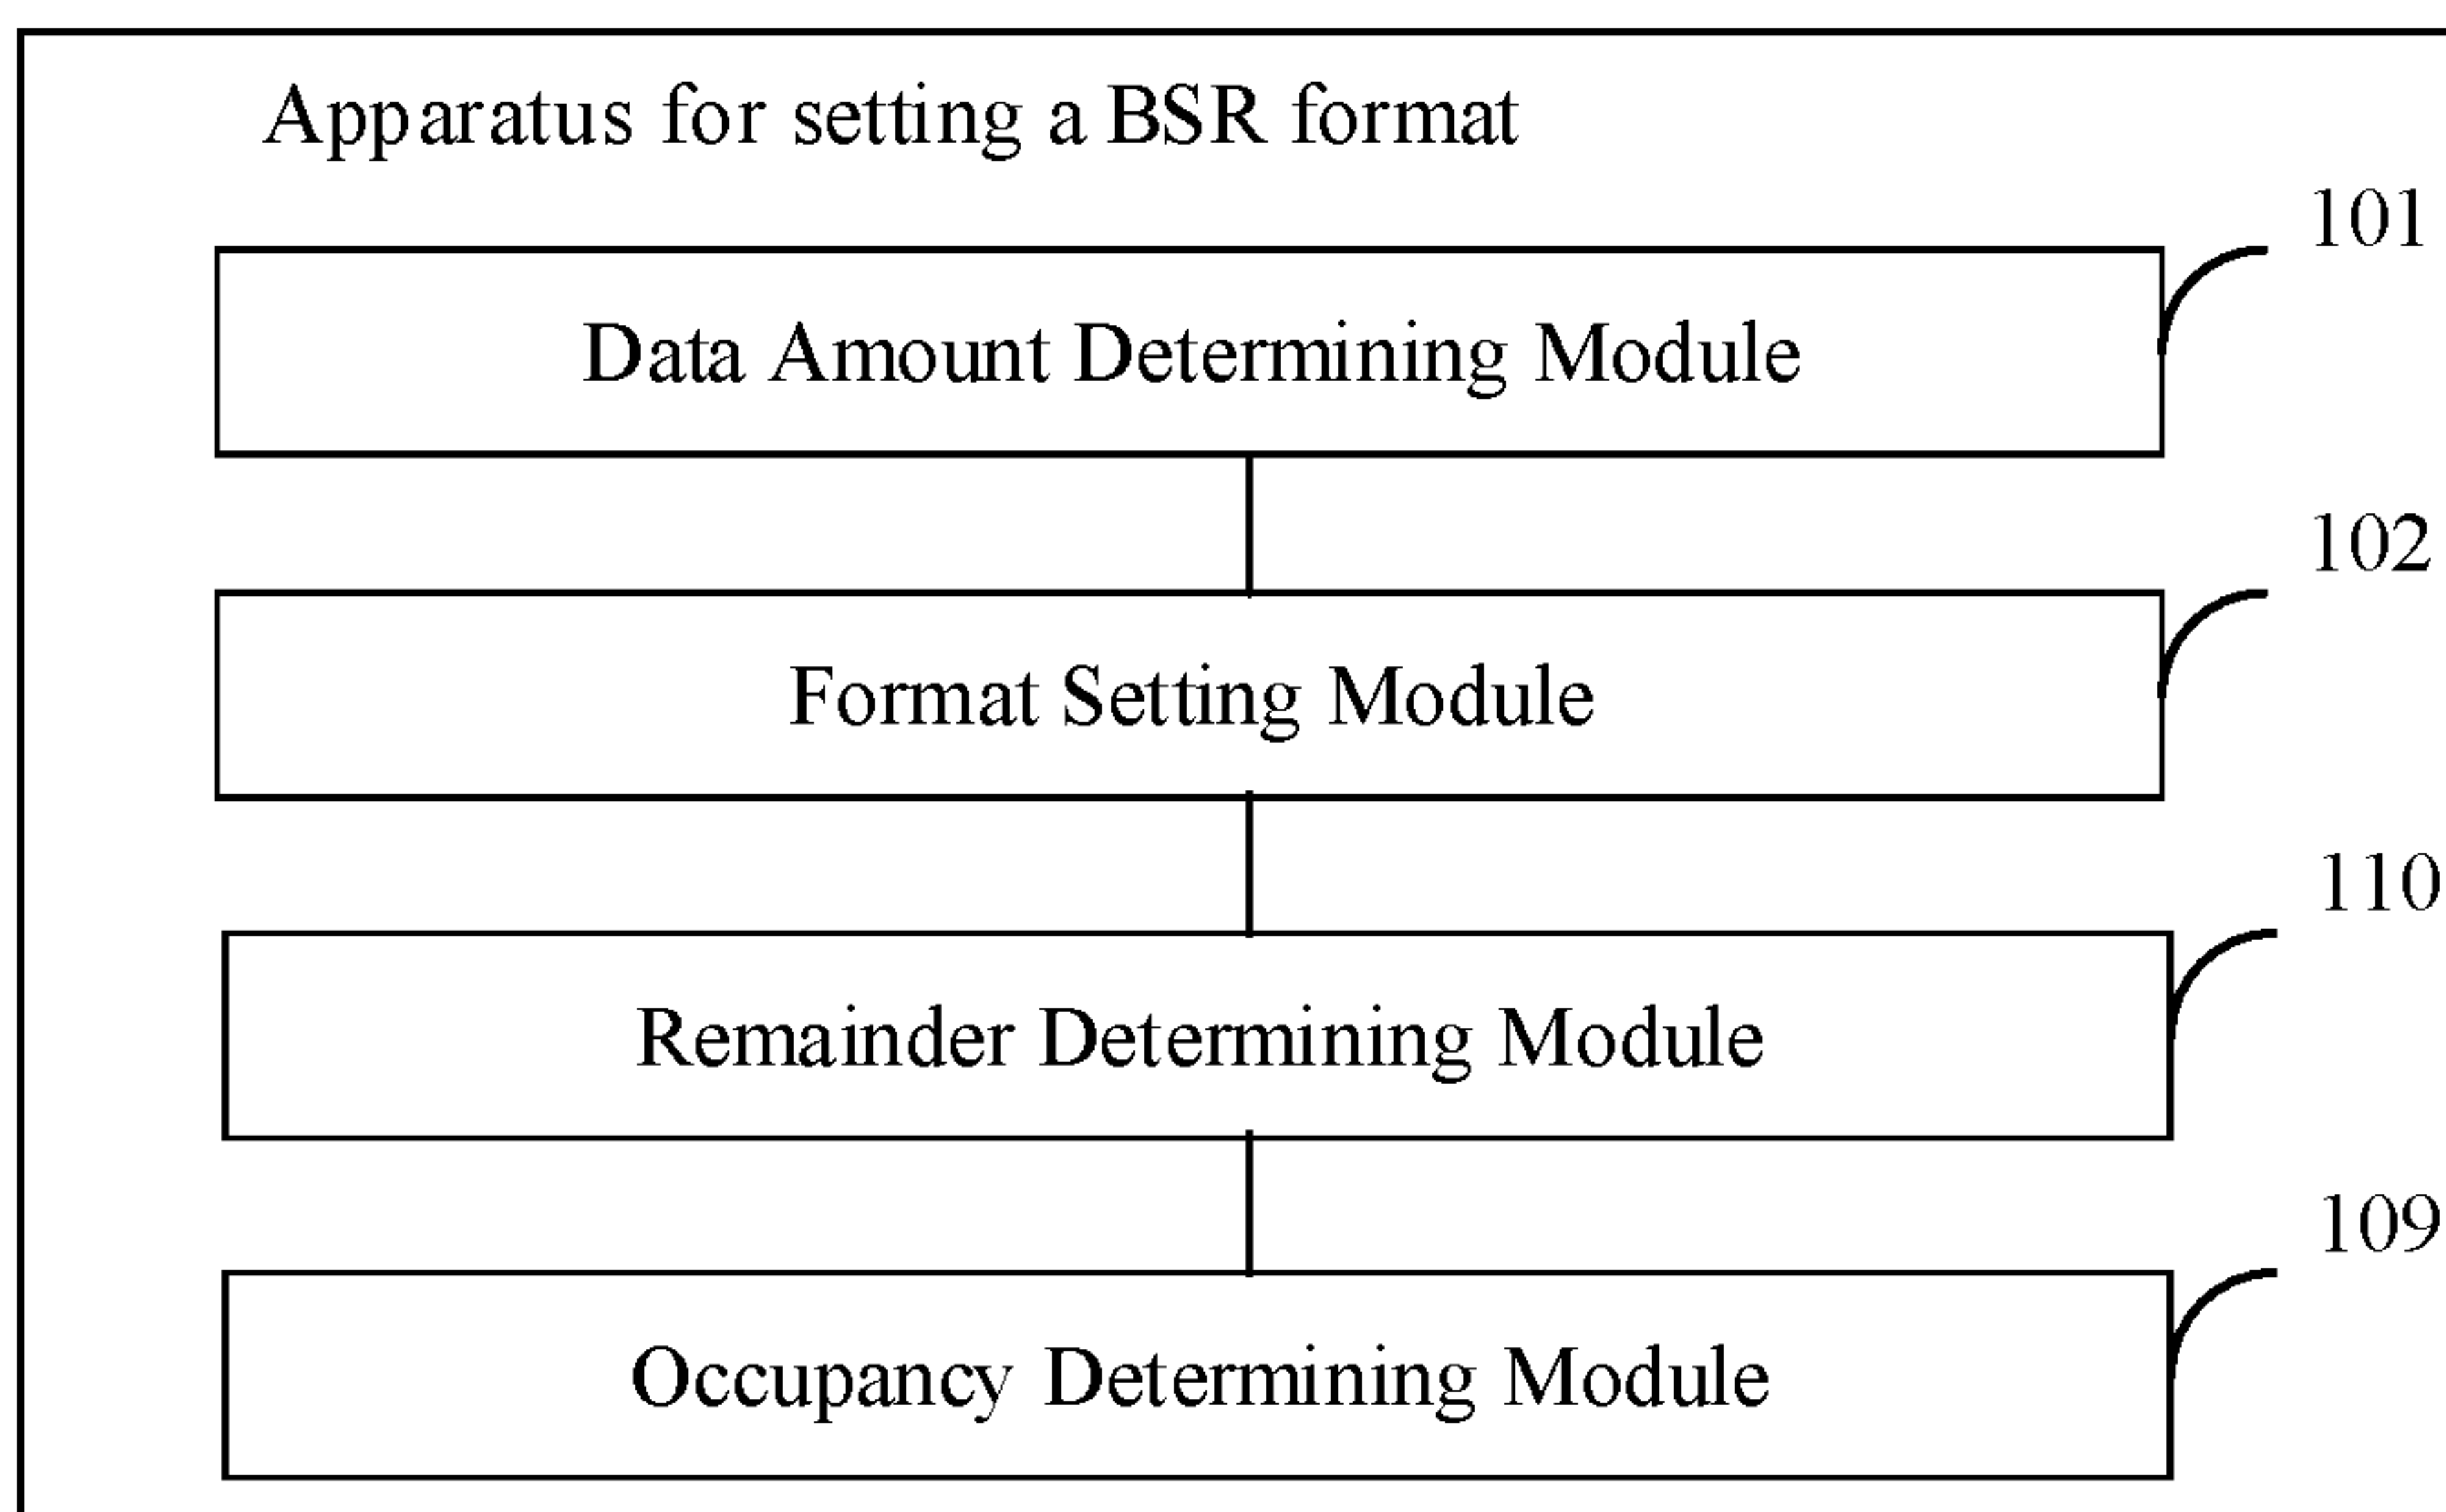 Apparatus for setting a BSR format
101
Data Amount Determining Module
102
Format Setting Module
110
Remainder Determining Module
109
Occupancy Determining Module